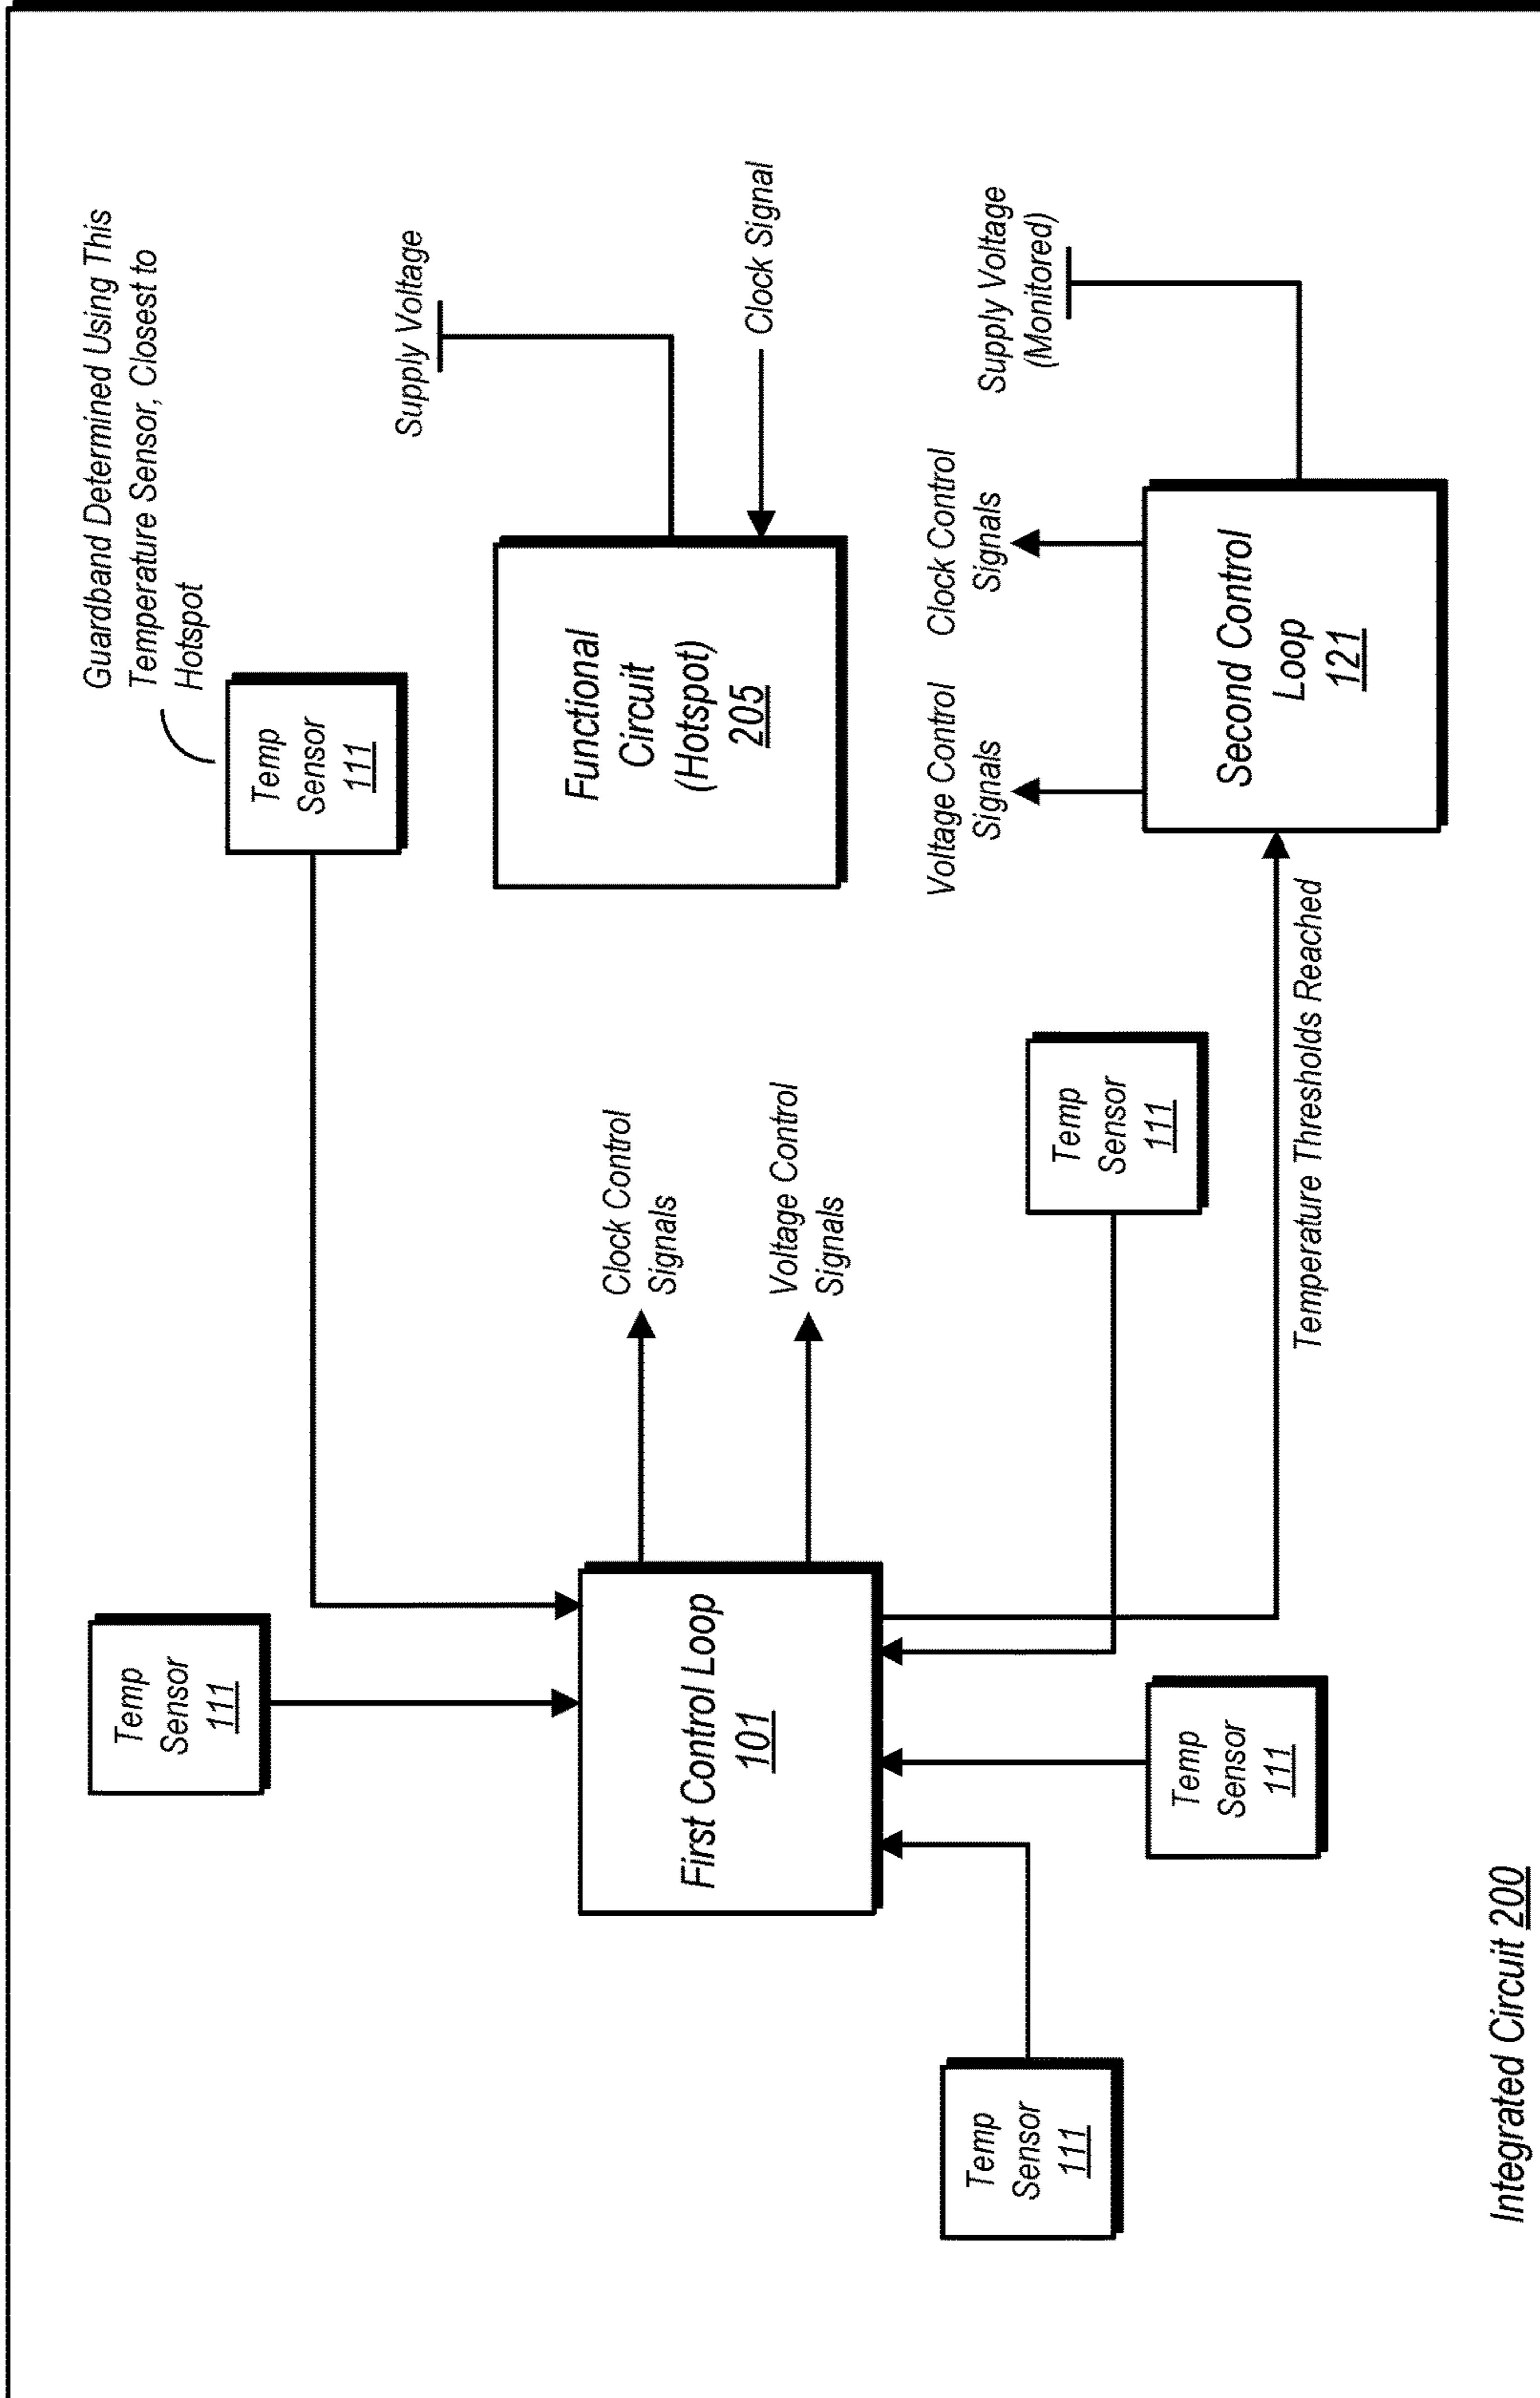 Guardband Determined Using This
Temperature Sensor, Closest to
Hotspot
Temp
Sensor
111
Temp
Sensor
111
Supply Voltage
Functional
Circuit
(Hotspot)
205
Clock Signal
Clock Control
Signals
First Control Loop
101
Voltage Control
Signals
Voltage Control
Signals
Clock Control
Signals
Supply Voltage
(Monitored)
Temp
Sensor
111
Temp
Sensor
111
Temp
Sensor
111
Second Control
Loop
121
Temperature Thresholds Reached
Integrated Circuit 200